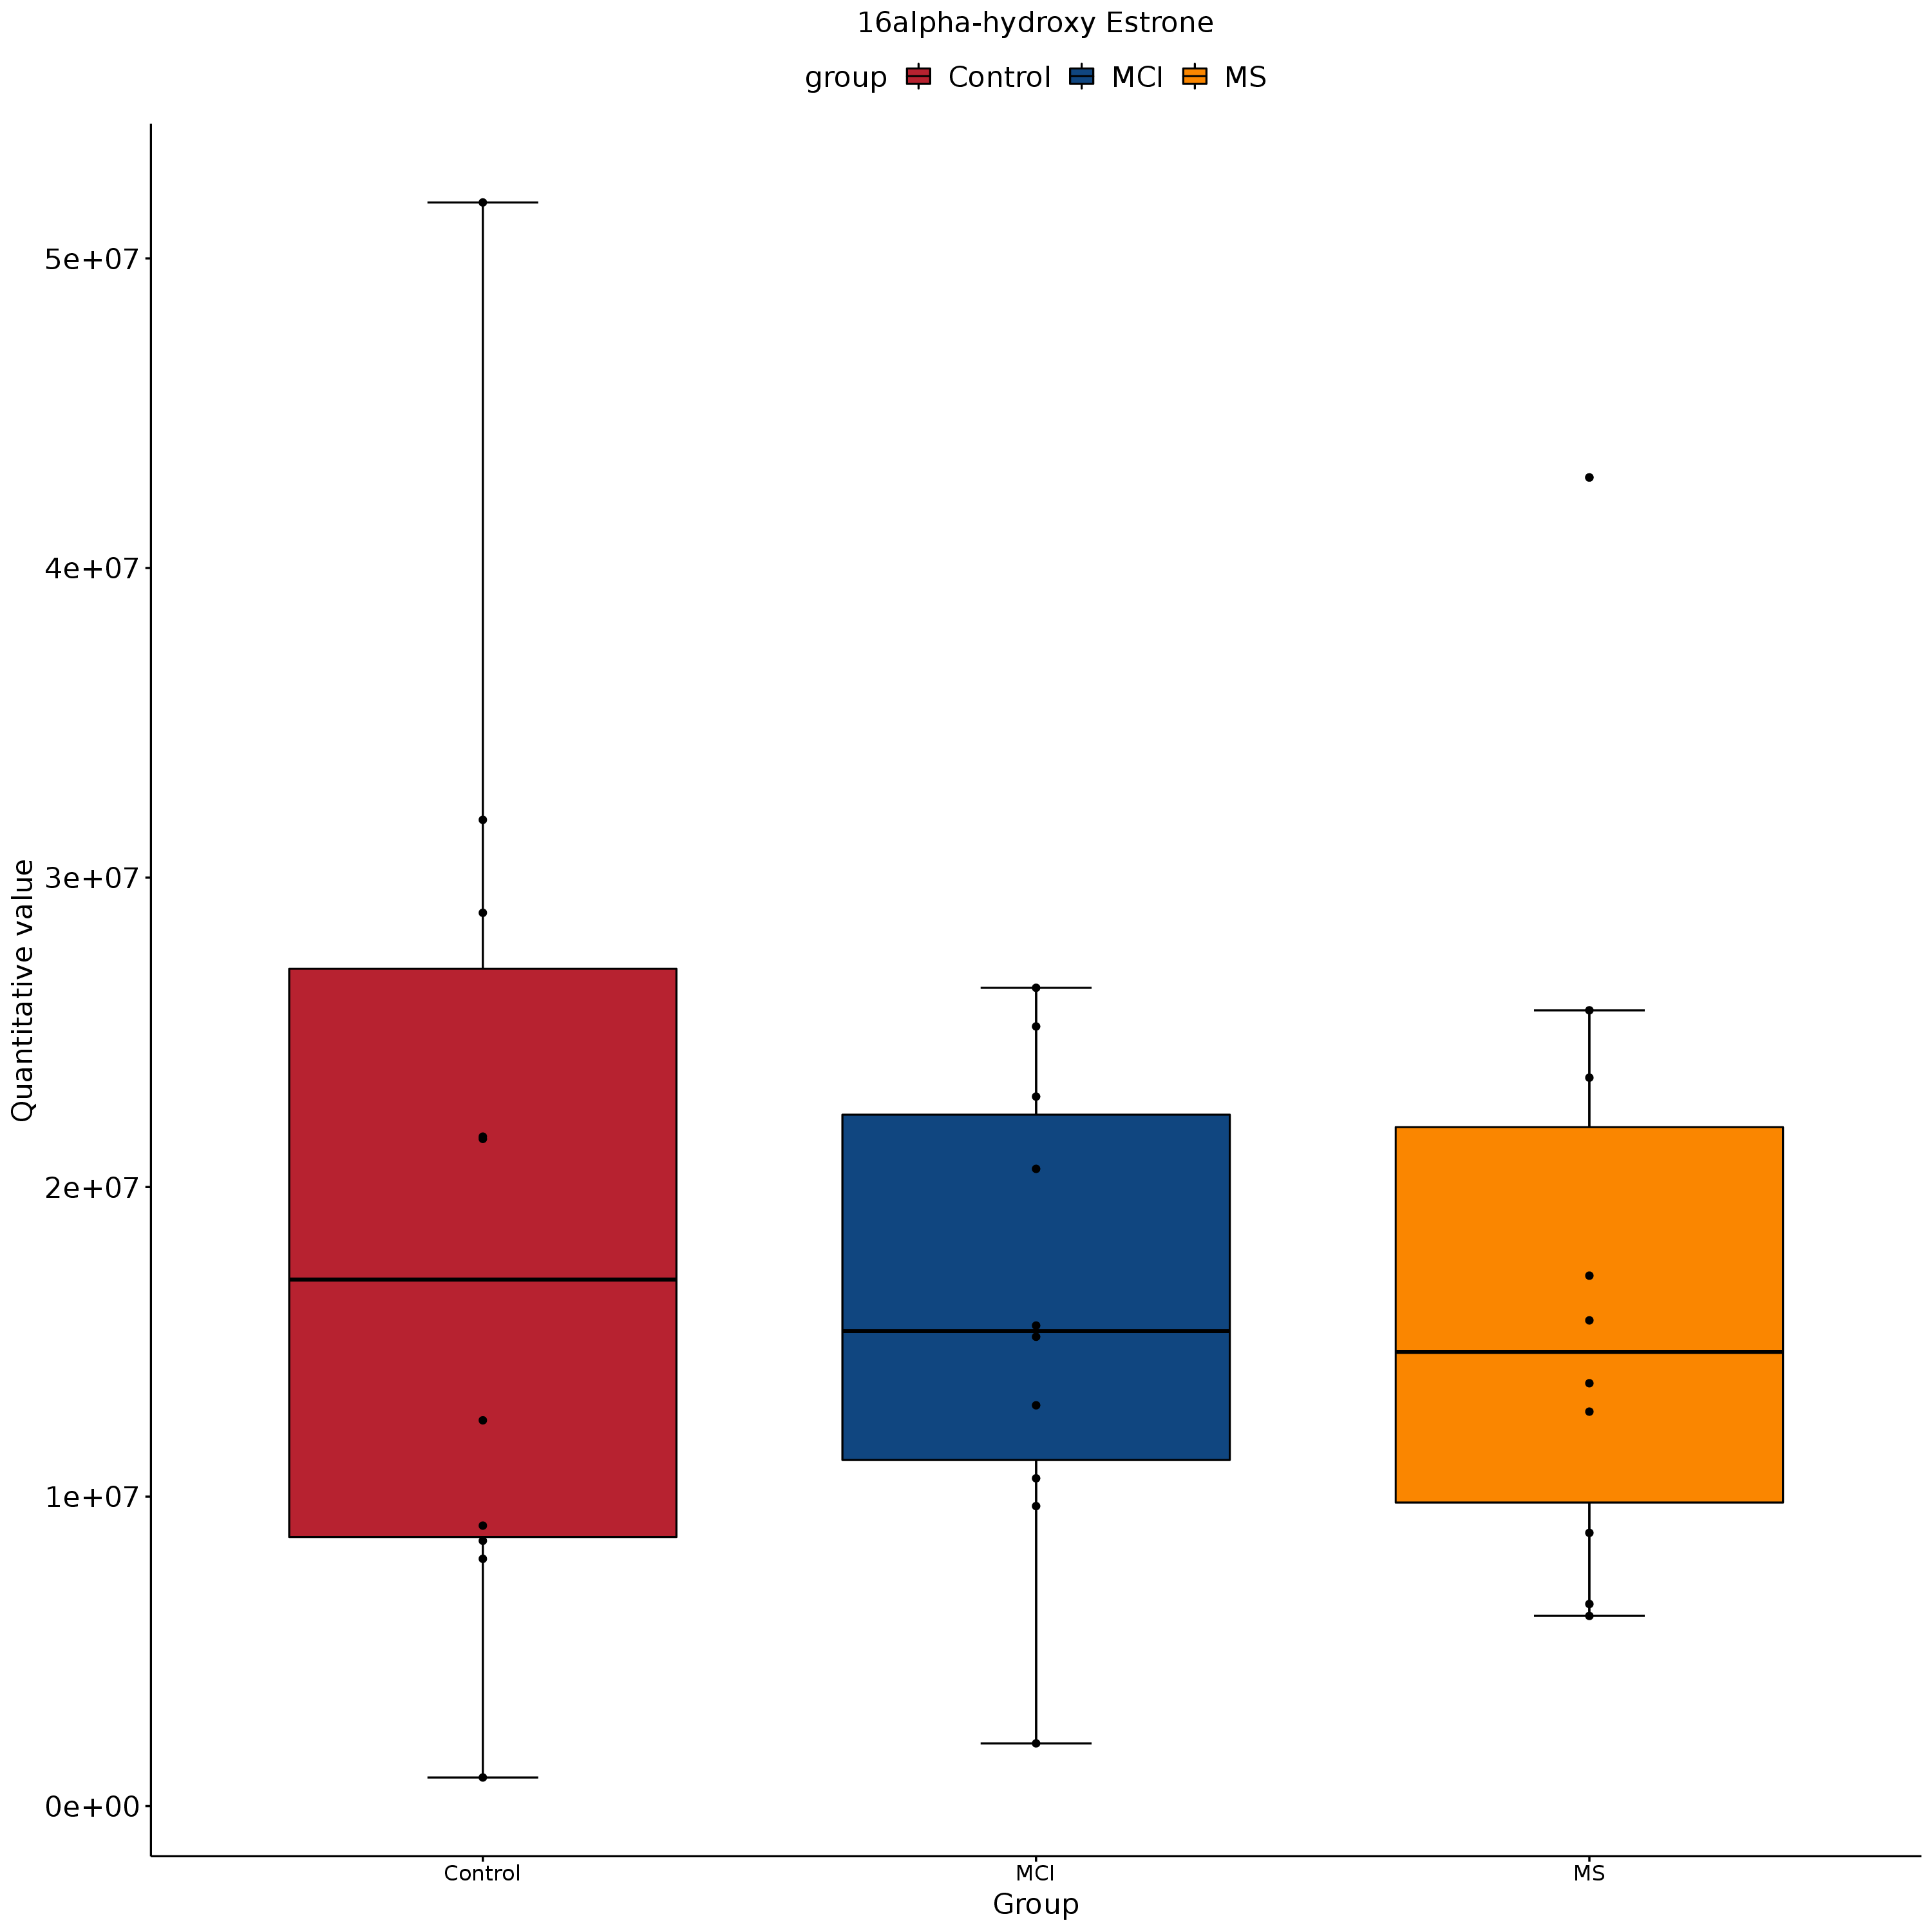 16alpha-hydroxy Estrone
group Control MCI MS
Quantitative value
5e+07
4e+07
3e+07
2e+07
1e+07
0e+00
Control MCI MS
Group